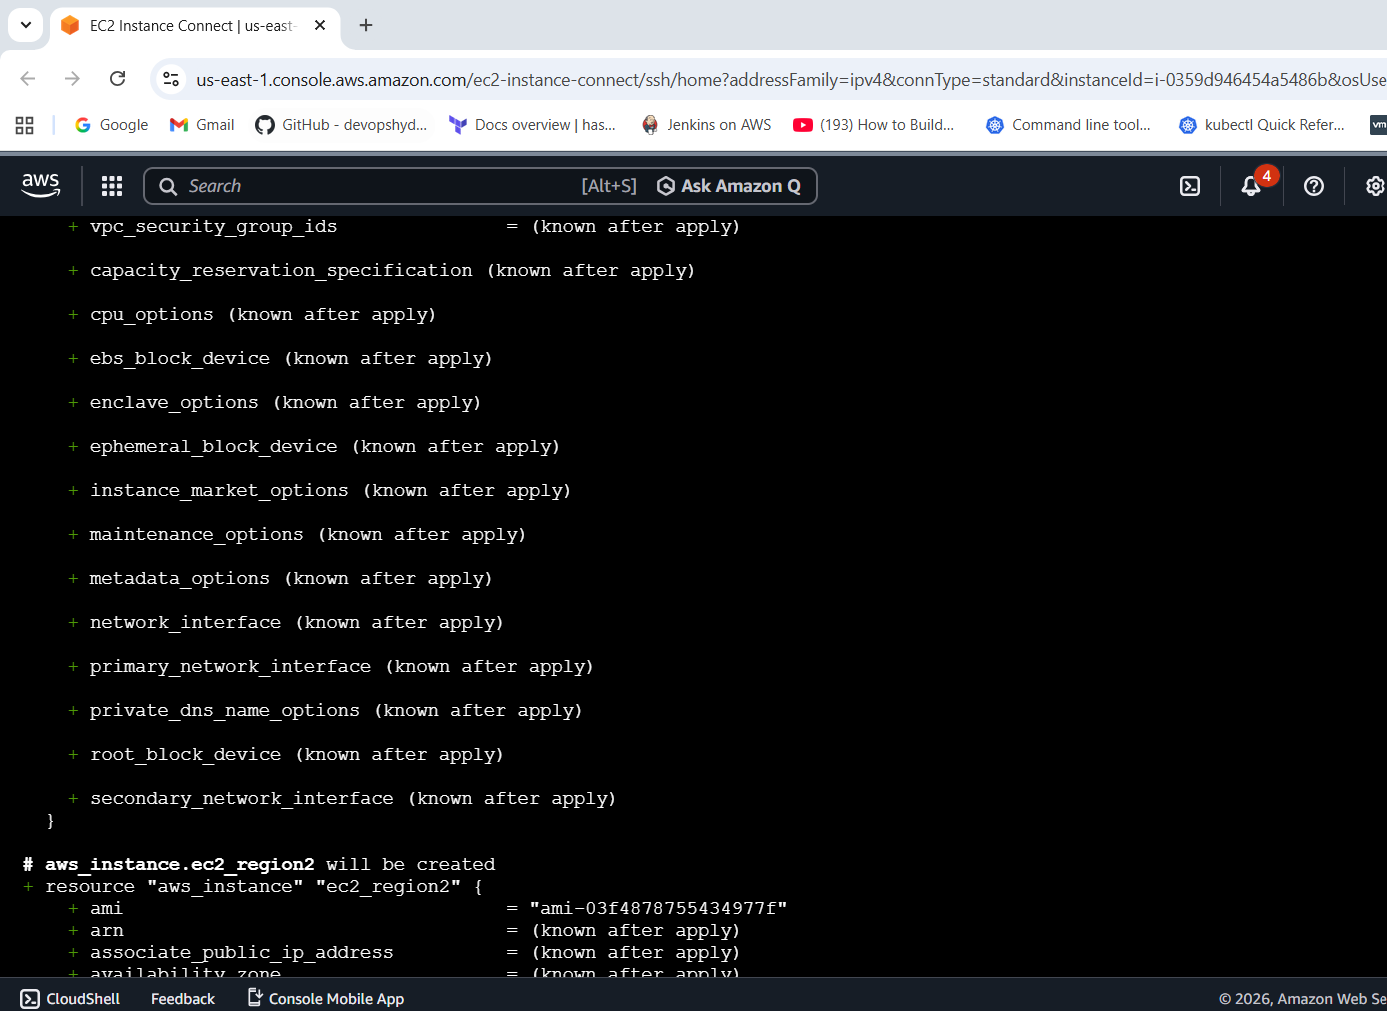 EC2 Instance Connect | us-east-
us-east-1.console.aws.amazon.com/ec2-instance-connect/ssh/home?addressFamily=ipv4&connType=standard&instanceId=i-0359d946454a5486b&osUse
Google Gmail GitHub - devopshyd... Docs overview | has... Jenkins on AWS (193) How to Build... Command line tool... kubectl Quick Refer... vm
aws Search [Alt+S] Ask Amazon Q 4
+ vpc_security_group_ids = (known after apply)
+ capacity_reservation_specification (known after apply)
+ cpu_options (known after apply)
+ ebs_block_device (known after apply)
+ enclave_options (known after apply)
+ ephemeral_block_device (known after apply)
+ instance_market_options (known after apply)
+ maintenance_options (known after apply)
+ metadata_options (known after apply)
+ network_interface (known after apply)
+ primary_network_interface (known after apply)
+ private_dns_name_options (known after apply)
+ root_block_device (known after apply)
+ secondary_network_interface (known after apply)
}
# aws_instance.ec2_region2 will be created
+ resource "aws_instance" "ec2_region2" {
+ ami = "ami-03f4878755434977f"
+ arn = (known after apply)
+ associate_public_ip_address = (known after apply)
+ availability_zone = (known after apply)
CloudShell Feedback Console Mobile App © 2026, Amazon Web Se